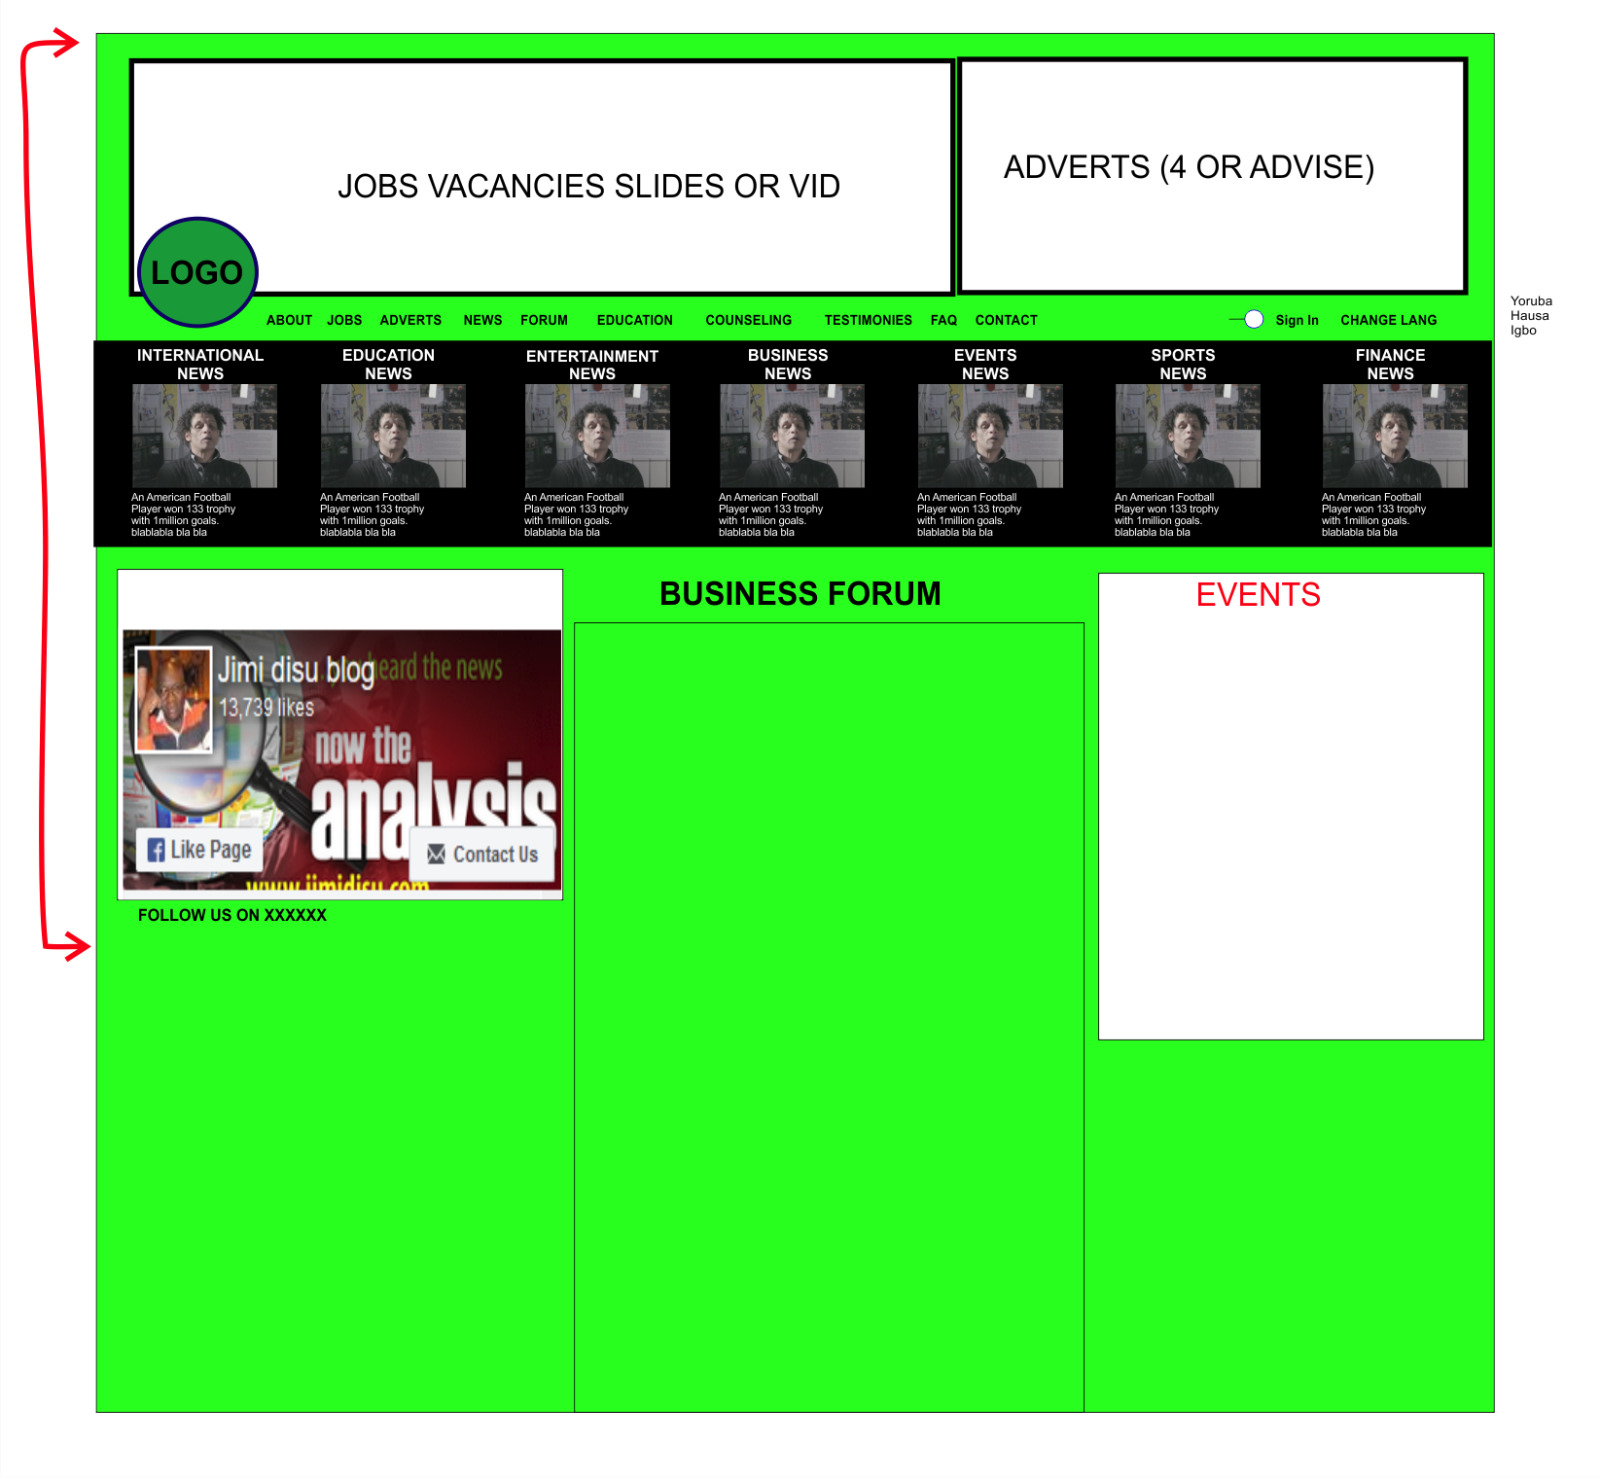 JOBS VACANCIES SLIDES OR VID
ADVERTS (4 OR ADVISE)
LOGO
ABOUT JOBS ADVERTS NEWS FORUM EDUCATION COUNSELING TESTIMONIES FAQ CONTACT Sign In CHANGE LANG
Yoruba
Hausa
Igbo
INTERNATIONAL
NEWS
An American Football
Player won 133 trophy
with 1million goals.
blablabla bla bla
EDUCATION
NEWS
An American Football
Player won 133 trophy
with 1million goals.
blablabla bla bla
ENTERTAINMENT
NEWS
An American Football
Player won 133 trophy
with 1million goals.
blablabla bla bla
BUSINESS
NEWS
An American Football
Player won 133 trophy
with 1million goals.
blablabla bla bla
EVENTS
NEWS
An American Football
Player won 133 trophy
with 1million goals.
blablabla bla bla
SPORTS
NEWS
An American Football
Player won 133 trophy
with 1million goals.
blablabla bla bla
FINANCE
NEWS
An American Football
Player won 133 trophy
with 1million goals.
blablabla bla bla
Jimi disu blog
heard the news
13,739 likes
now the
analysis
Like Page
Contact Us
www.jimidisu.com
FOLLOW US ON XXXXXX
BUSINESS FORUM
EVENTS